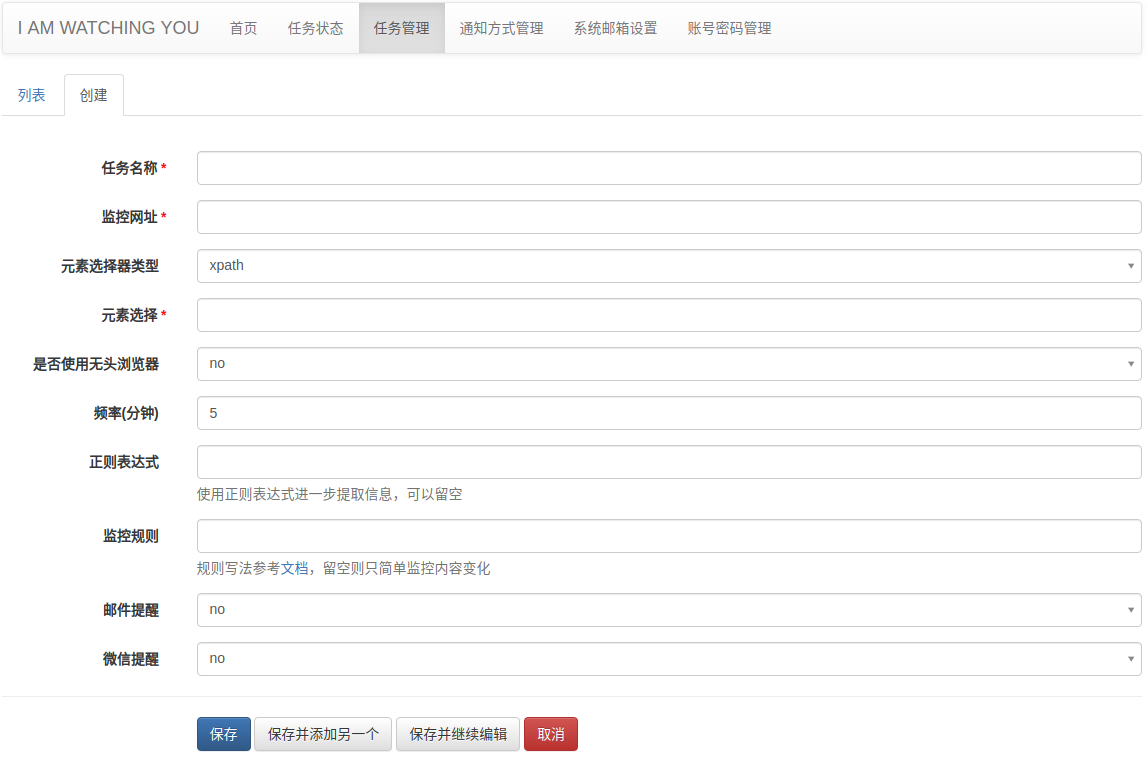 I AM WATCHING YOU 首页 任务状态 任务管理 通知方式管理 系统邮箱设置 账号密码管理
列表 创建
任务名称 *
监控网址 *
元素选择器类型 xpath
元素选择 *
是否使用无头浏览器 no
频率(分钟) 5
正则表达式
使用正则表达式进一步提取信息，可以留空
监控规则
规则写法参考文档，留空则只简单监控内容变化
邮件提醒 no
微信提醒 no
保存 保存并添加另一个 保存并继续编辑 取消